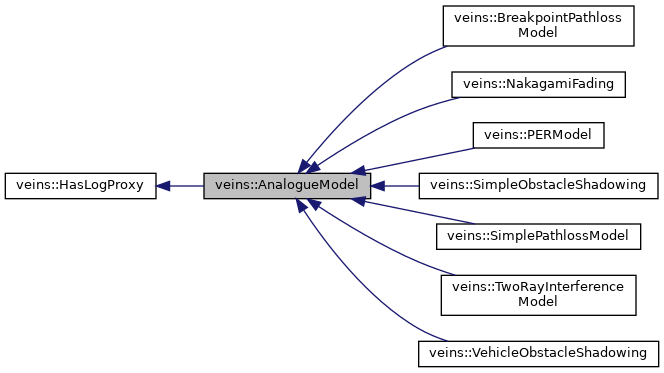 veins::BreakpointPathloss
Model
veins::NakagamiFading
veins::PERModel
veins::HasLogProxy
veins::AnalogueModel
veins::SimpleObstacleShadowing
veins::SimplePathlossModel
veins::TwoRayInterference
Model
veins::VehicleObstacleShadowing